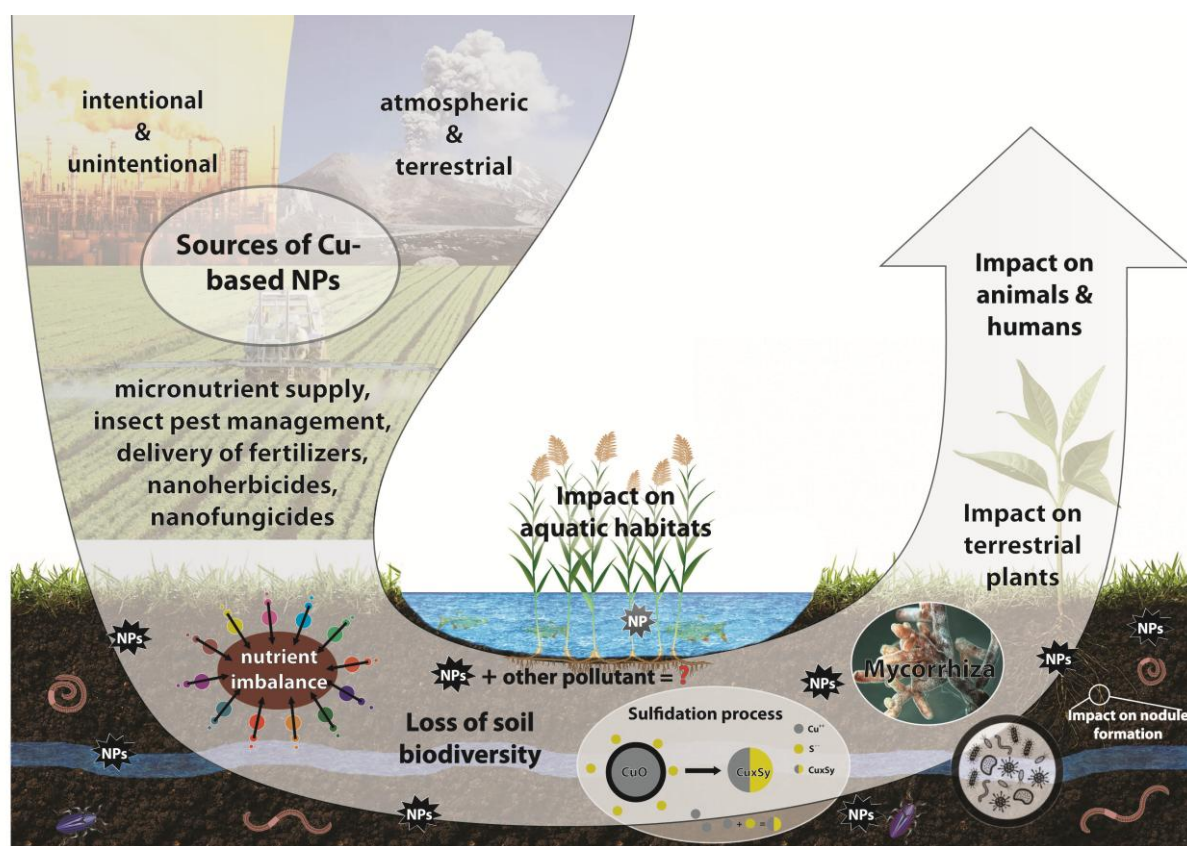 intentional
&
unintentional
atmospheric
&
terrestrial
Sources of Cu-
based NPs
micronutrient supply,
insect pest management,
delivery of fertilizers,
nanoherbicides,
nanofungicides
Impact on
aquatic habitats
Impact on
animals &
humans
Impact on
terrestrial
plants
NPs
nutrient
imbalance
NP
NPs + other pollutant = ?
NPs
Mycorrhiza
NPs
NPs
Impact on nodule
formation
Loss of soil
biodiversity
NPs
Sulfidation process
CuO
CuxSy
Cu⁺⁺
S⁻⁻
CuxSy
+ =
NPs
NPs